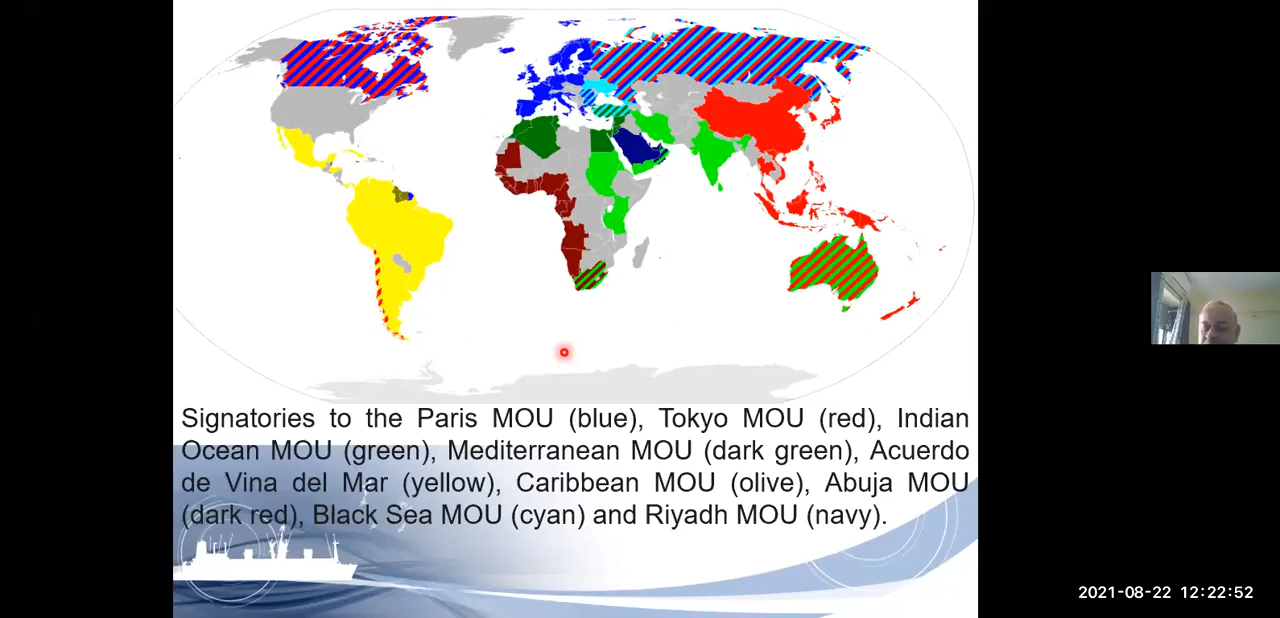 Signatories to the Paris MOU (blue), Tokyo MOU (red), Indian
Ocean MOU (green), Mediterranean MOU (dark green), Acuerdo
de Vina del Mar (yellow), Caribbean MOU (olive), Abuja MOU
(dark red), Black Sea MOU (cyan) and Riyadh MOU (navy).
2021-08-22 12:22:52